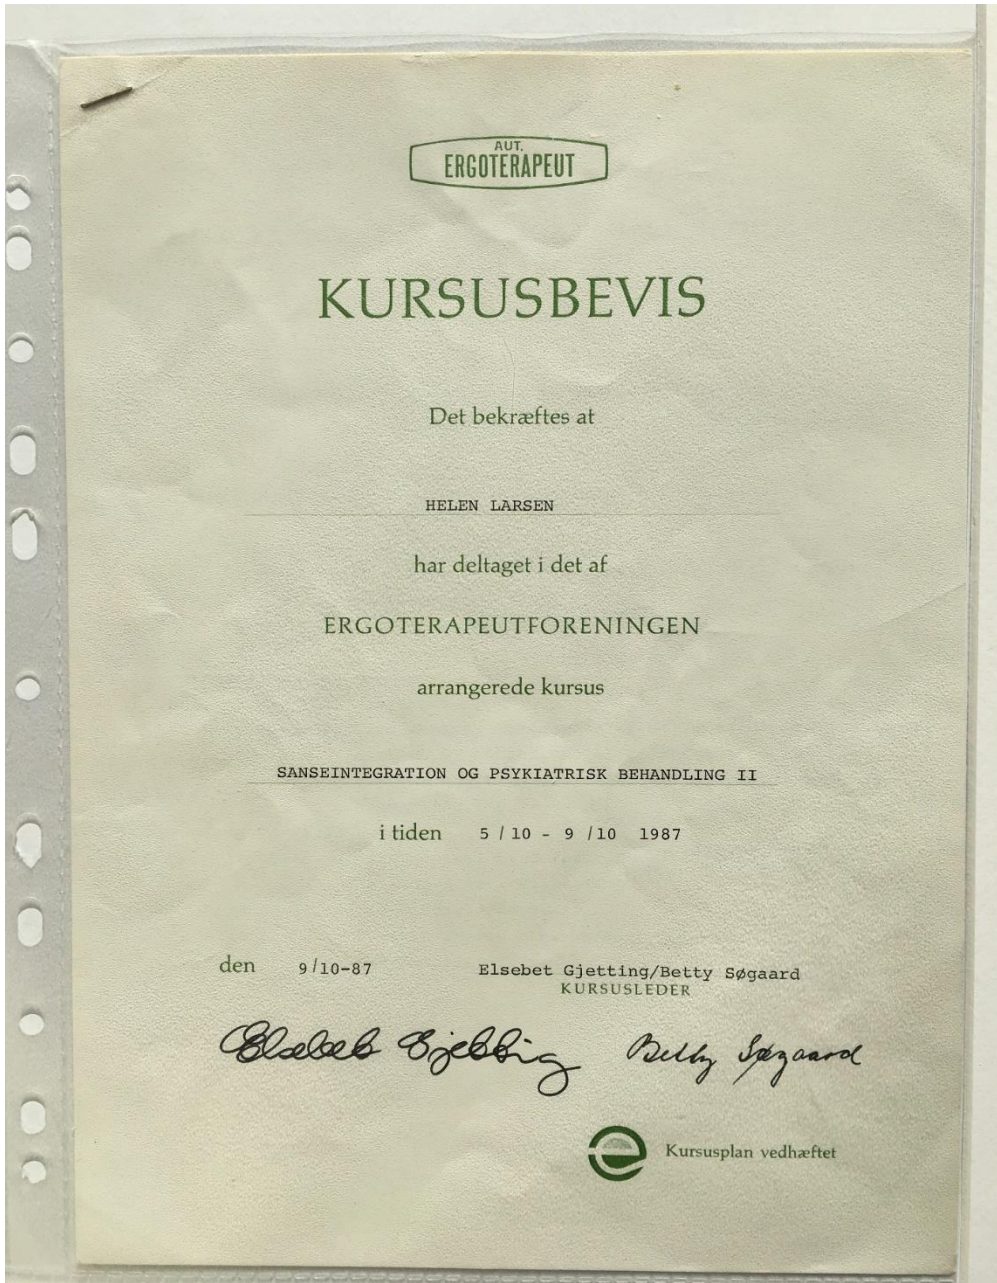 AUT.
ERGOTERAPEUT
KURSUSBEVIS
Det bekræftes at
HELEN LARSEN
har deltaget i det af
ERGOTERAPEUTFORENINGEN
arrangerede kursus
SANSEINTEGRATION OG PSYKIATRISK BEHANDLING II
i tiden 5 / 10 - 9 /10 1987
den 9/10-87 Elsebet Gjetting/Betty Søgaard
KURSUSLEDER
Elsebet Gjetting Betty Søgaard
e Kursusplan vedhæftet